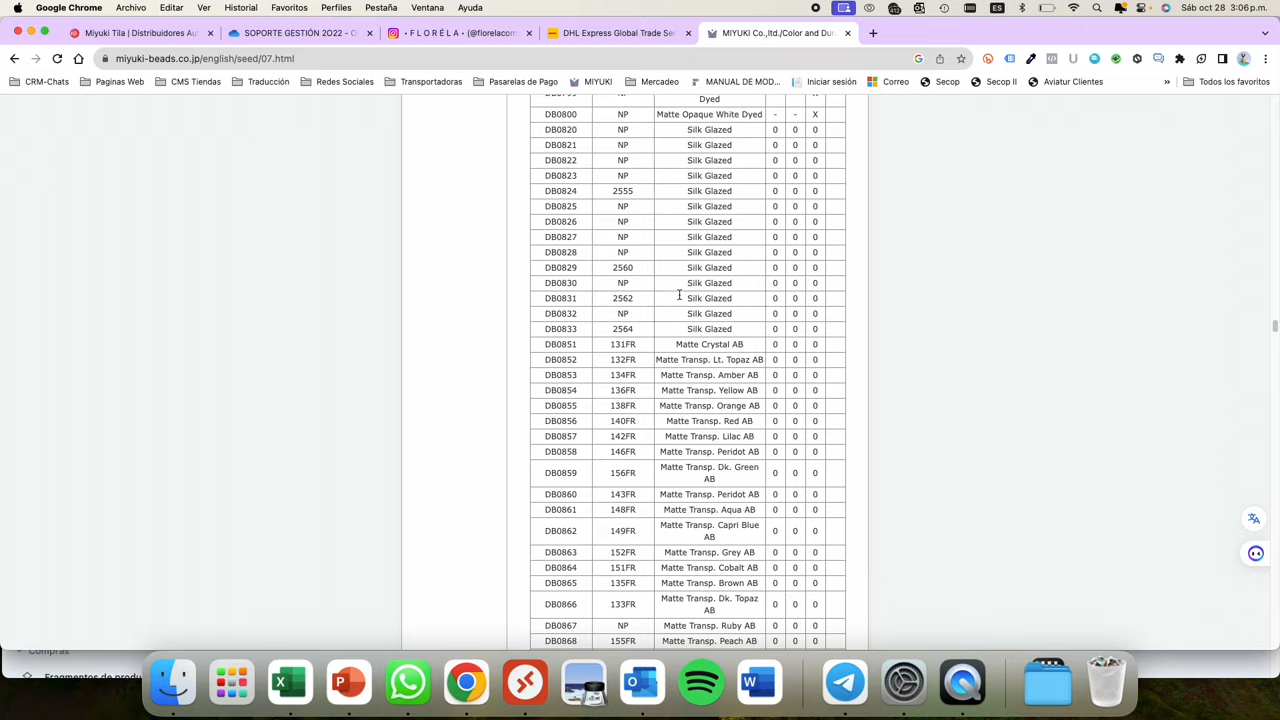 Google Chrome Archivo Editar Ver Historial Favoritos Perfiles Pestaña Ventana Ayuda Sáb oct 28 3:06 p.m.
Miyuki Tila | Distribuidores Au × SOPORTE GESTIÓN 2022 - O × • F L O R É L A • (@florelacom × DHL Express Global Trade Ser × MIYUKI Co.,ltd./Color and Dur × +
miyuki-beads.co.jp/english/seed/07.html
CRM-Chats Paginas Web CMS Tiendas Traducción Redes Sociales Transportadoras Pasarelas de Pago MIYUKI Mercadeo MANUAL DE MOD... Iniciar sesión Correo Secop Secop II Aviatur Clientes » Todos los favoritos
Dyed
DB0800 NP Matte Opaque White Dyed - - X
DB0820 NP Silk Glazed 0 0 0
DB0821 NP Silk Glazed 0 0 0
DB0822 NP Silk Glazed 0 0 0
DB0823 NP Silk Glazed 0 0 0
DB0824 2555 Silk Glazed 0 0 0
DB0825 NP Silk Glazed 0 0 0
DB0826 NP Silk Glazed 0 0 0
DB0827 NP Silk Glazed 0 0 0
DB0828 NP Silk Glazed 0 0 0
DB0829 2560 Silk Glazed 0 0 0
DB0830 NP Silk Glazed 0 0 0
DB0831 2562 Silk Glazed 0 0 0
DB0832 NP Silk Glazed 0 0 0
DB0833 2564 Silk Glazed 0 0 0
DB0851 131FR Matte Crystal AB 0 0 0
DB0852 132FR Matte Transp. Lt. Topaz AB 0 0 0
DB0853 134FR Matte Transp. Amber AB 0 0 0
DB0854 136FR Matte Transp. Yellow AB 0 0 0
DB0855 138FR Matte Transp. Orange AB 0 0 0
DB0856 140FR Matte Transp. Red AB 0 0 0
DB0857 142FR Matte Transp. Lilac AB 0 0 0
DB0858 146FR Matte Transp. Peridot AB 0 0 0
DB0859 156FR Matte Transp. Dk. Green AB 0 0 0
DB0860 143FR Matte Transp. Peridot AB 0 0 0
DB0861 148FR Matte Transp. Aqua AB 0 0 0
DB0862 149FR Matte Transp. Capri Blue AB 0 0 0
DB0863 152FR Matte Transp. Grey AB 0 0 0
DB0864 151FR Matte Transp. Cobalt AB 0 0 0
DB0865 135FR Matte Transp. Brown AB 0 0 0
DB0866 133FR Matte Transp. Dk. Topaz AB 0 0 0
DB0867 NP Matte Transp. Ruby AB 0 0 0
DB0868 155FR Matte Transp. Peach AB 0 0 0
Compras